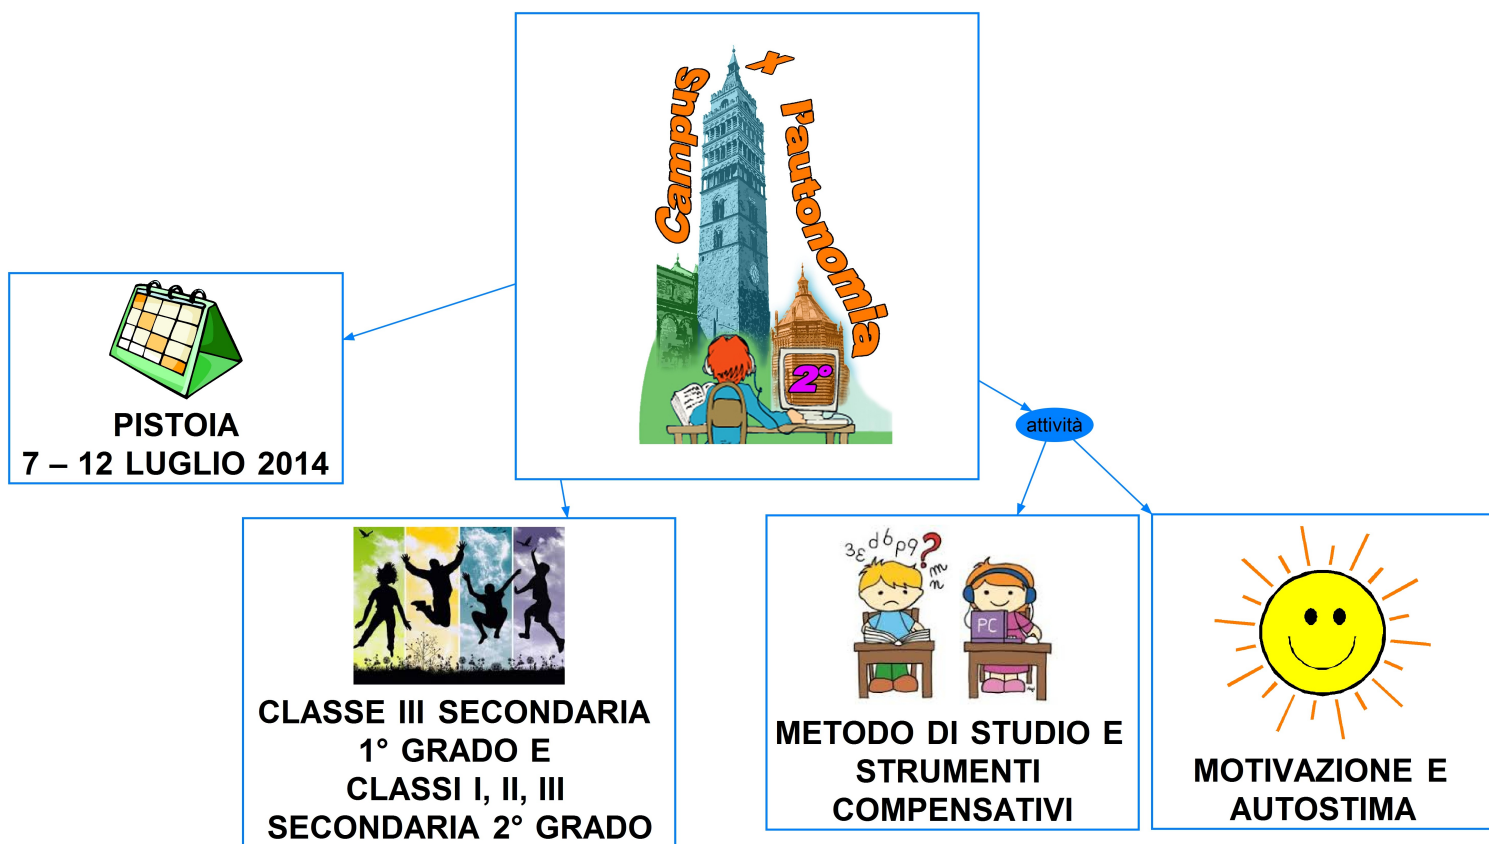 Campus
X
l'autonomia
2°
PISTOIA
7 – 12 LUGLIO 2014
attività
CLASSE III SECONDARIA
1° GRADO E
CLASSI I, II, III
SECONDARIA 2° GRADO
3 ε d b p q ?
m
n
PC
METODO DI STUDIO E
STRUMENTI
COMPENSATIVI
MOTIVAZIONE E
AUTOSTIMA